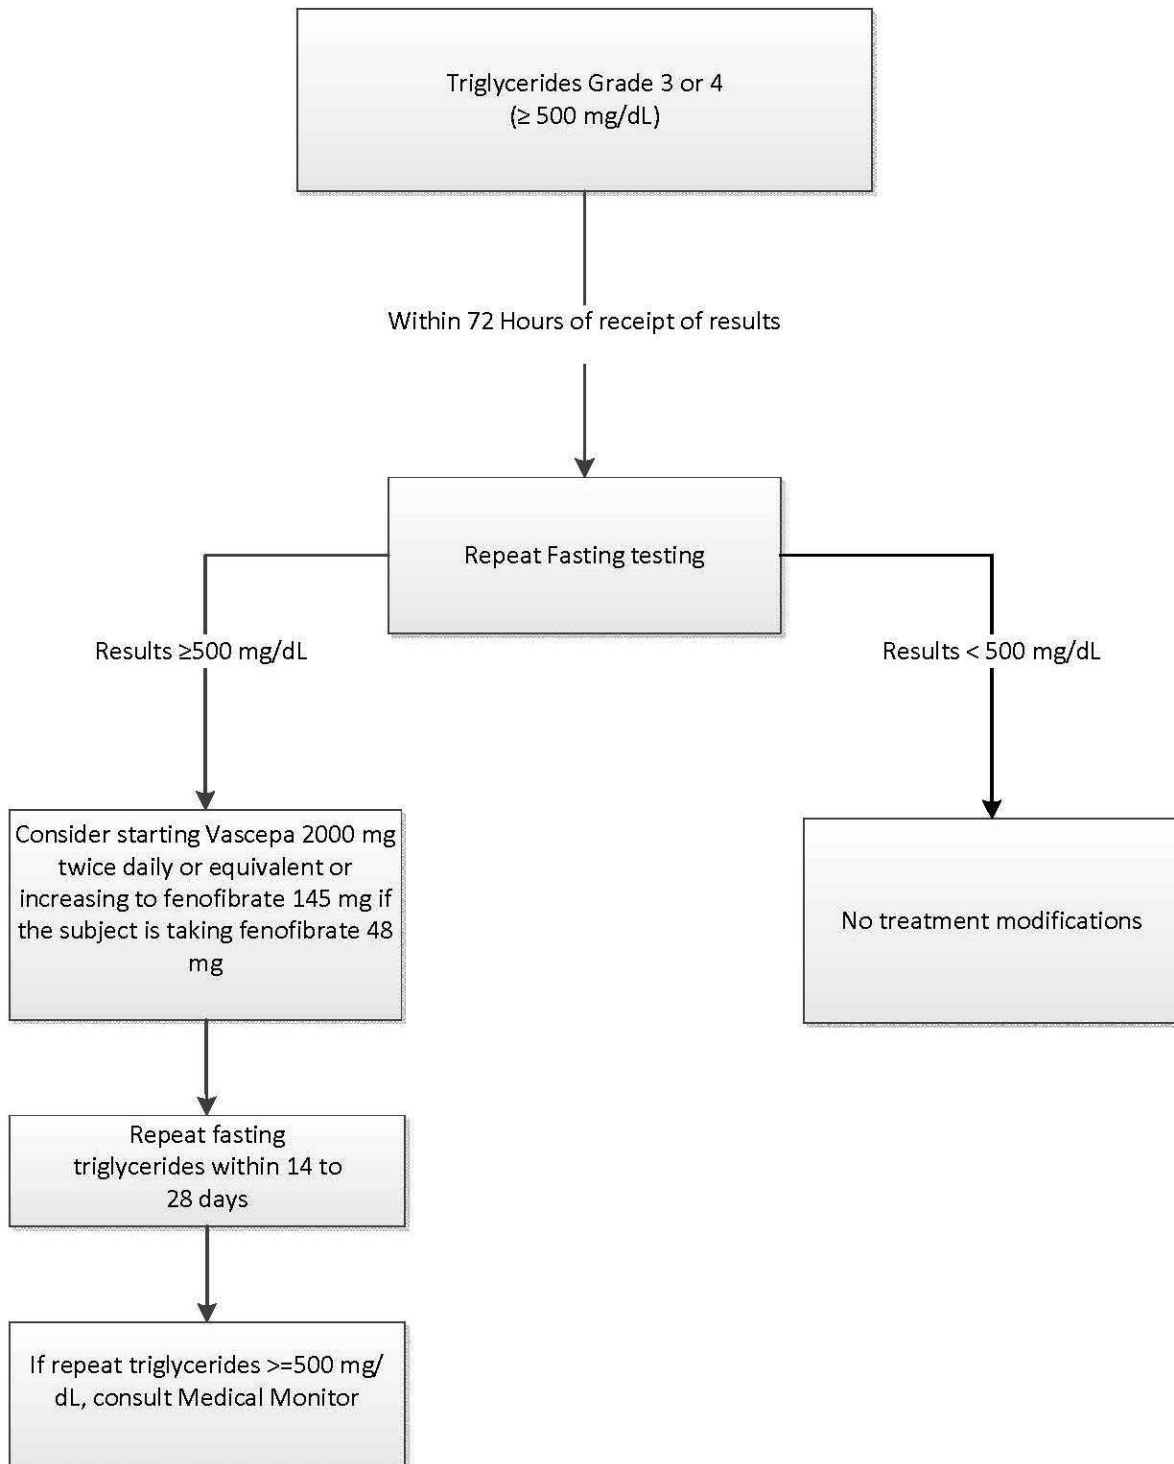 Triglycerides Grade 3 or 4
(≥ 500 mg/dL)
Within 72 Hours of receipt of results
Repeat Fasting testing
Results ≥500 mg/dL
Results < 500 mg/dL
Consider starting Vascepa 2000 mg
twice daily or equivalent or
increasing to fenofibrate 145 mg if
the subject is taking fenofibrate 48
mg
No treatment modifications
Repeat fasting
triglycerides within 14 to
28 days
If repeat triglycerides >=500 mg/
dL, consult Medical Monitor